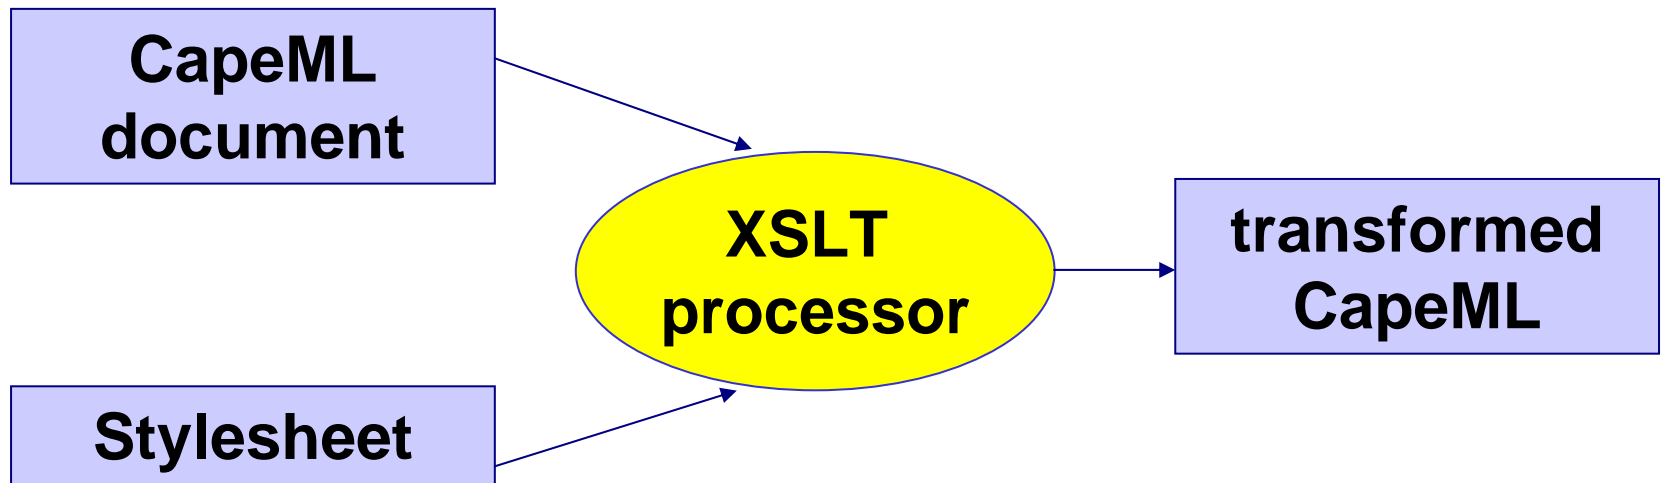 CapeML
document
XSLT
processor
transformed
CapeML
Stylesheet